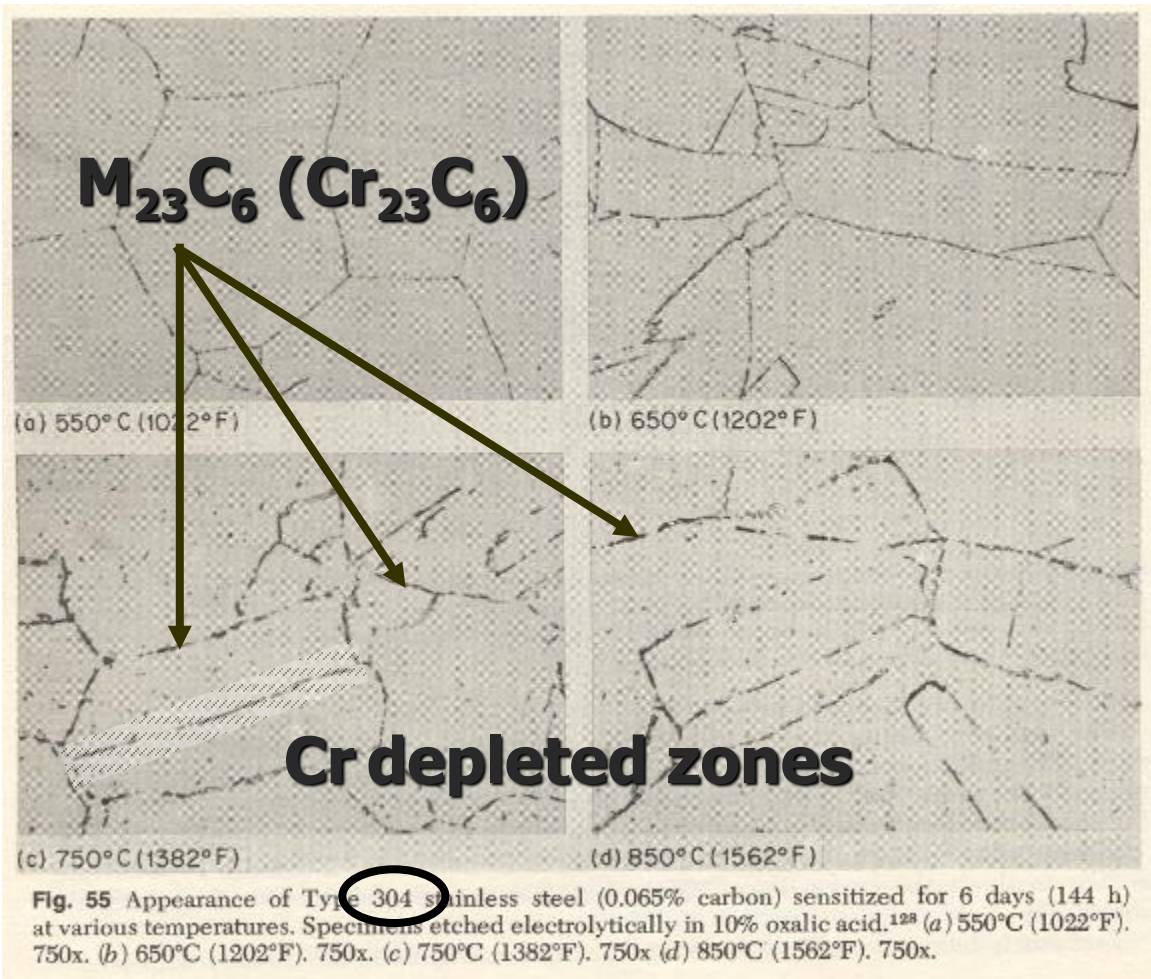 M₂₃C₆ (Cr₂₃C₆)
(a) 550°C (1022°F)
(b) 650°C (1202°F)
Cr depleted zones
(c) 750°C (1382°F)
(d) 850°C (1562°F)
Fig. 55 Appearance of Type 304 stainless steel (0.065% carbon) sensitized for 6 days (144 h)
at various temperatures. Specimens etched electrolytically in 10% oxalic acid.¹²⁸ (a) 550°C (1022°F).
750x. (b) 650°C (1202°F). 750x. (c) 750°C (1382°F). 750x (d) 850°C (1562°F). 750x.